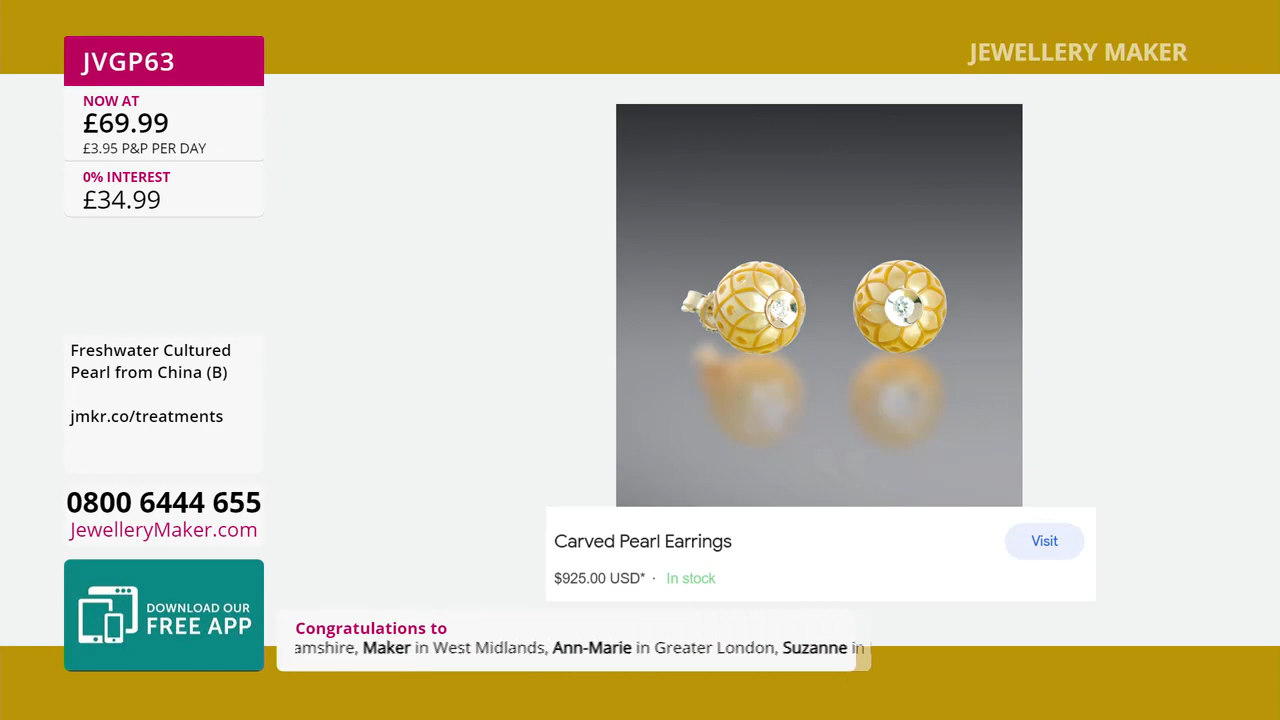 JVGP63
NOW AT
£69.99
£3.95 P&P PER DAY
0% INTEREST
£34.99
Freshwater Cultured
Pearl from China (B)
jmkr.co/treatments
0800 6444 655
JewelleryMaker.com
DOWNLOAD OUR
FREE APP
JEWELLERY MAKER
Carved Pearl Earrings
Visit
$925.00 USD* · In stock
Congratulations to
amshire, Maker in West Midlands, Ann-Marie in Greater London, Suzanne in